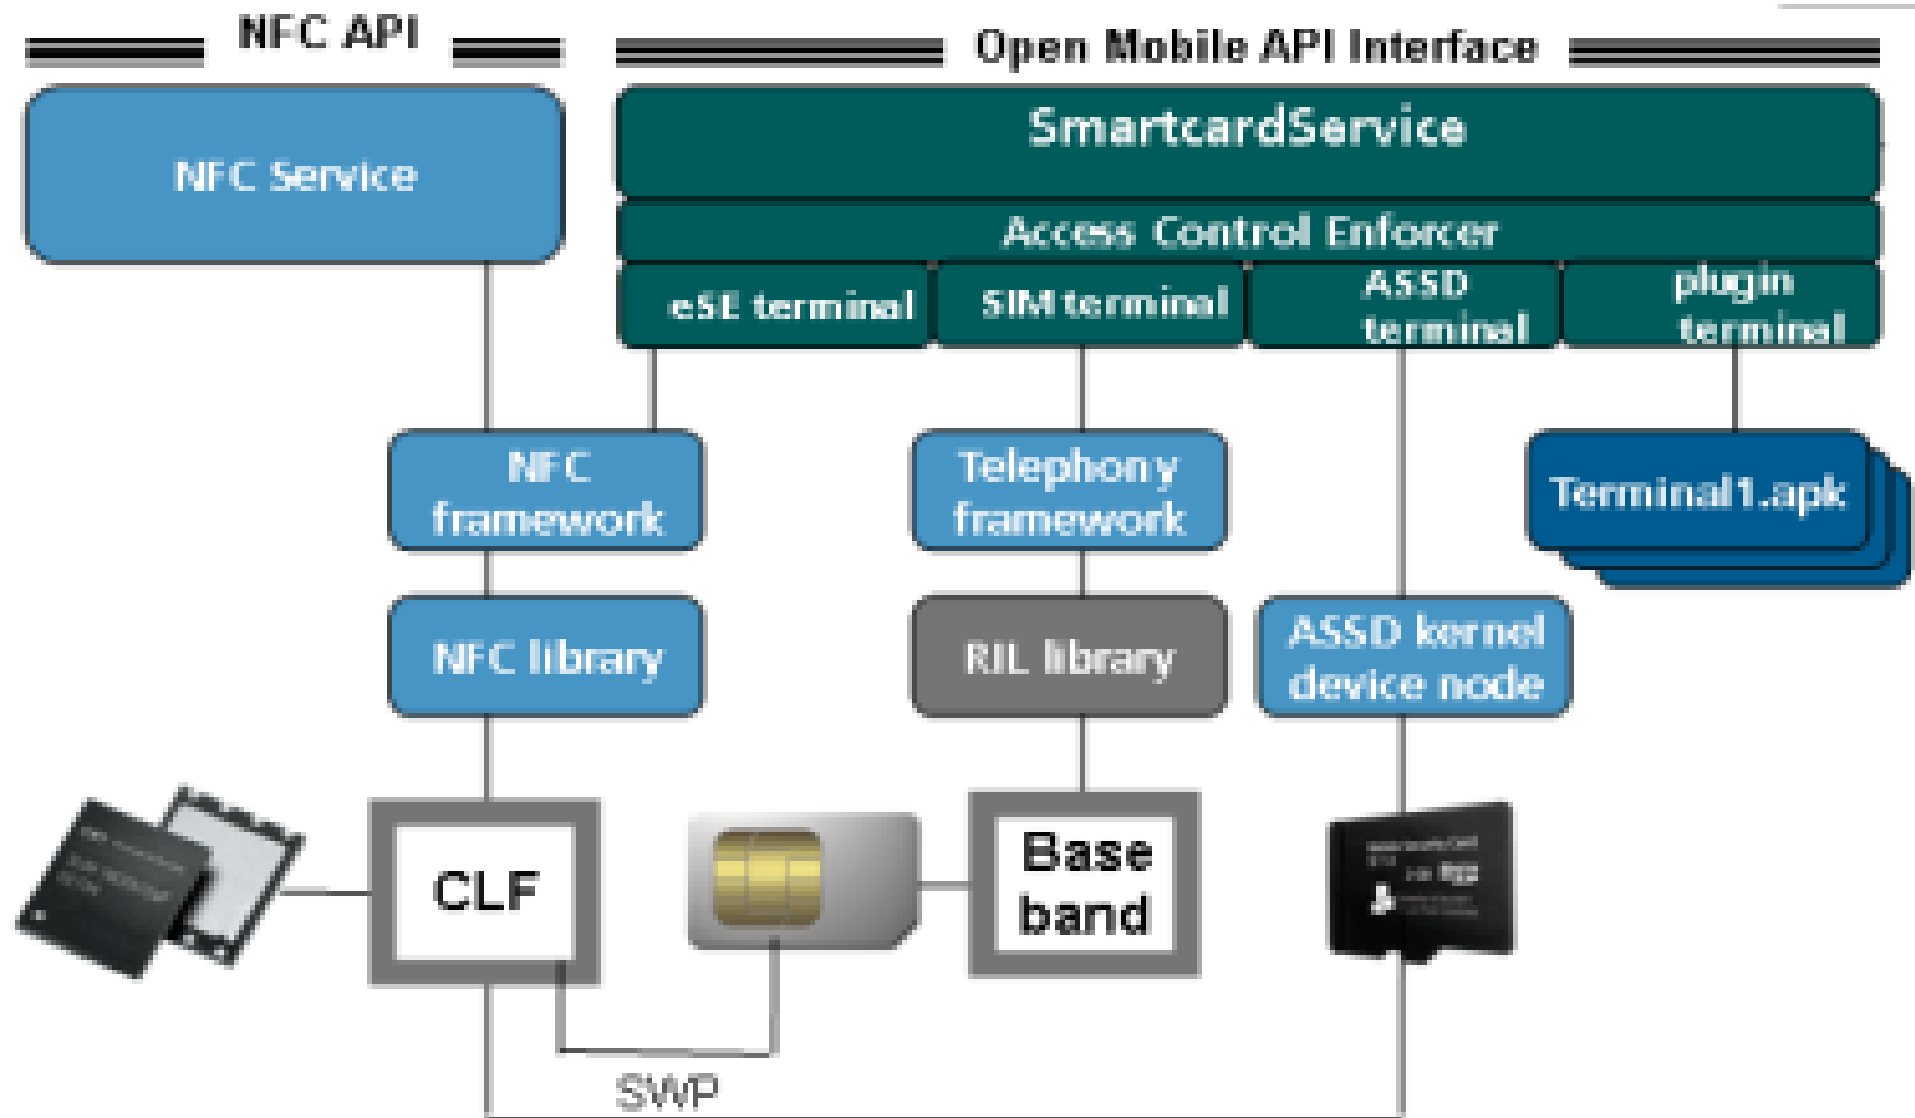 NFC API
Open Mobile API Interface
NFC Service
SmartcardService
Access Control Enforcer
eSE terminal
SIM terminal
ASSD
terminal
plugin
terminal
NFC
framework
Telephony
framework
Terminal1.apk
NFC library
RIL library
ASSD kernel
device node
CLF
Base
band
SWP